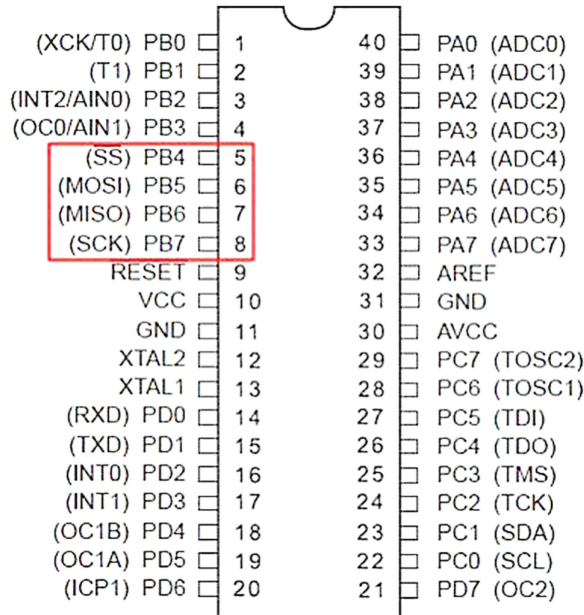 (XCK/T0) PB0 1 40 PA0 (ADC0)
(T1) PB1 2 39 PA1 (ADC1)
(INT2/AIN0) PB2 3 38 PA2 (ADC2)
(OC0/AIN1) PB3 4 37 PA3 (ADC3)
(SS) PB4 5 36 PA4 (ADC4)
(MOSI) PB5 6 35 PA5 (ADC5)
(MISO) PB6 7 34 PA6 (ADC6)
(SCK) PB7 8 33 PA7 (ADC7)
RESET 9 32 AREF
VCC 10 31 GND
GND 11 30 AVCC
XTAL2 12 29 PC7 (TOSC2)
XTAL1 13 28 PC6 (TOSC1)
(RXD) PD0 14 27 PC5 (TDI)
(TXD) PD1 15 26 PC4 (TDO)
(INT0) PD2 16 25 PC3 (TMS)
(INT1) PD3 17 24 PC2 (TCK)
(OC1B) PD4 18 23 PC1 (SDA)
(OC1A) PD5 19 22 PC0 (SCL)
(ICP1) PD6 20 21 PD7 (OC2)